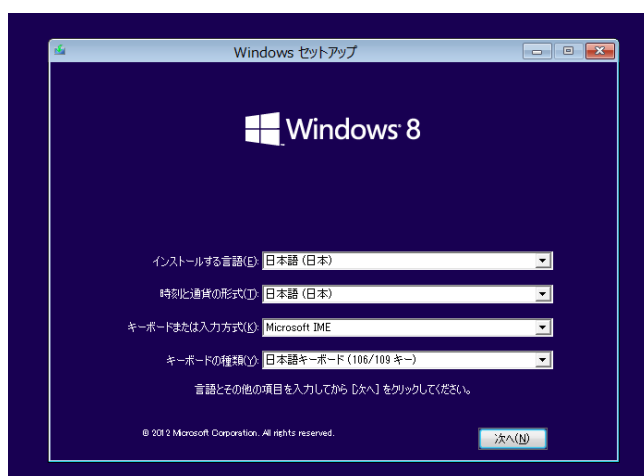 Windows セットアップ
Windows 8
インストールする言語(E): 日本語 (日本)
時刻と通貨の形式(T): 日本語 (日本)
キーボードまたは入力方式(K): Microsoft IME
キーボードの種類(Y): 日本語キーボード (106/109 キー)
言語とその他の項目を入力してから [次へ] をクリックしてください。
© 2012 Microsoft Corporation. All rights reserved.
次へ(N)